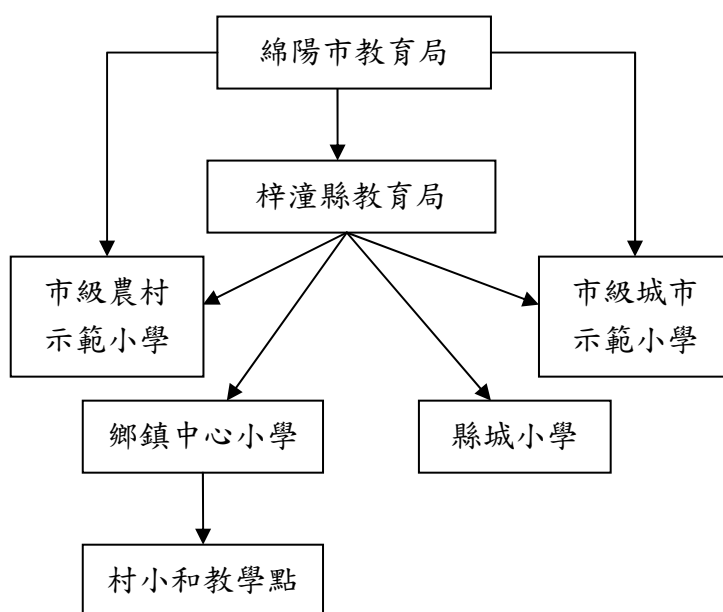 綿陽市教育局
梓潼縣教育局
市級農村
示範小學
市級城市
示範小學
鄉鎮中心小學
縣城小學
村小和教學點